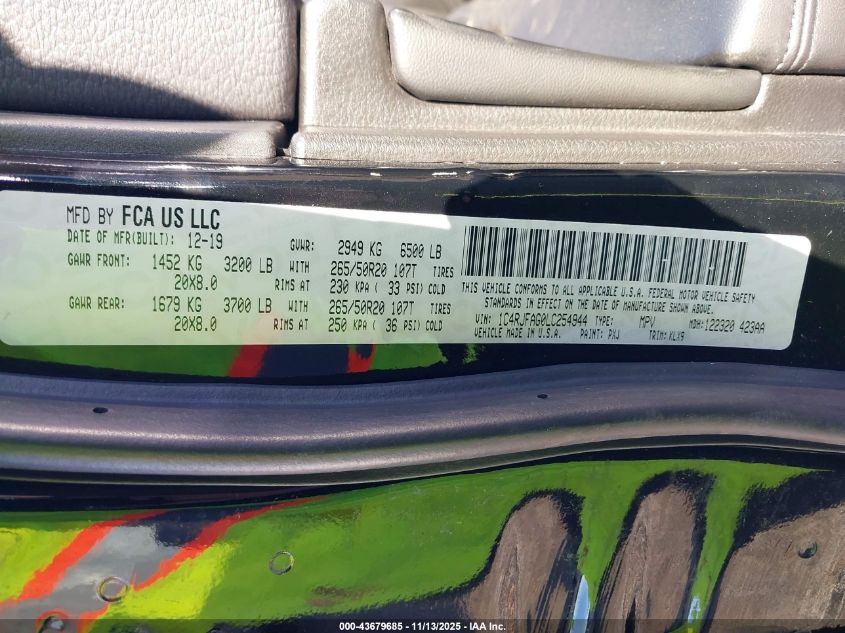 MFD BY FCA US LLC
DATE OF MFR(BUILT): 12-19 GVWR: 2949 KG 6500 LB
GAWR FRONT: 1452 KG 3200 LB WITH 265/50R20 107T TIRES
20X8.0 RIMS AT 230 KPA ( 33 PSI) COLD
GAWR REAR: 1679 KG 3700 LB WITH 265/50R20 107T TIRES
20X8.0 RIMS AT 250 KPA ( 36 PSI) COLD
THIS VEHICLE CONFORMS TO ALL APPLICABLE U.S.A. FEDERAL MOTOR VEHICLE SAFETY
STANDARDS IN EFFECT ON THE DATE OF MANUFACTURE SHOWN ABOVE.
VIN: 1C4RJFAG0LC254944 TYPE: MPV MDH: 122320 423AA
VEHICLE MADE IN U.S.A. PAINT: PXJ TRIM: KLX9
000-43679685 - 11/13/2025 - IAA Inc.